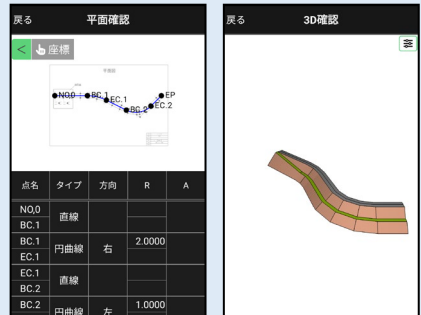 戻る 平面確認
< 座標
平面図
NO,0 BC.1 EC.1 BC.2 EC.2 EP
点名 タイプ 方向 R A
NO,0 直線
BC.1
BC.1 円曲線 右 2.0000
EC.1
EC.1 直線
BC.2
BC.2 円曲線 左 1.0000
戻る 3D確認